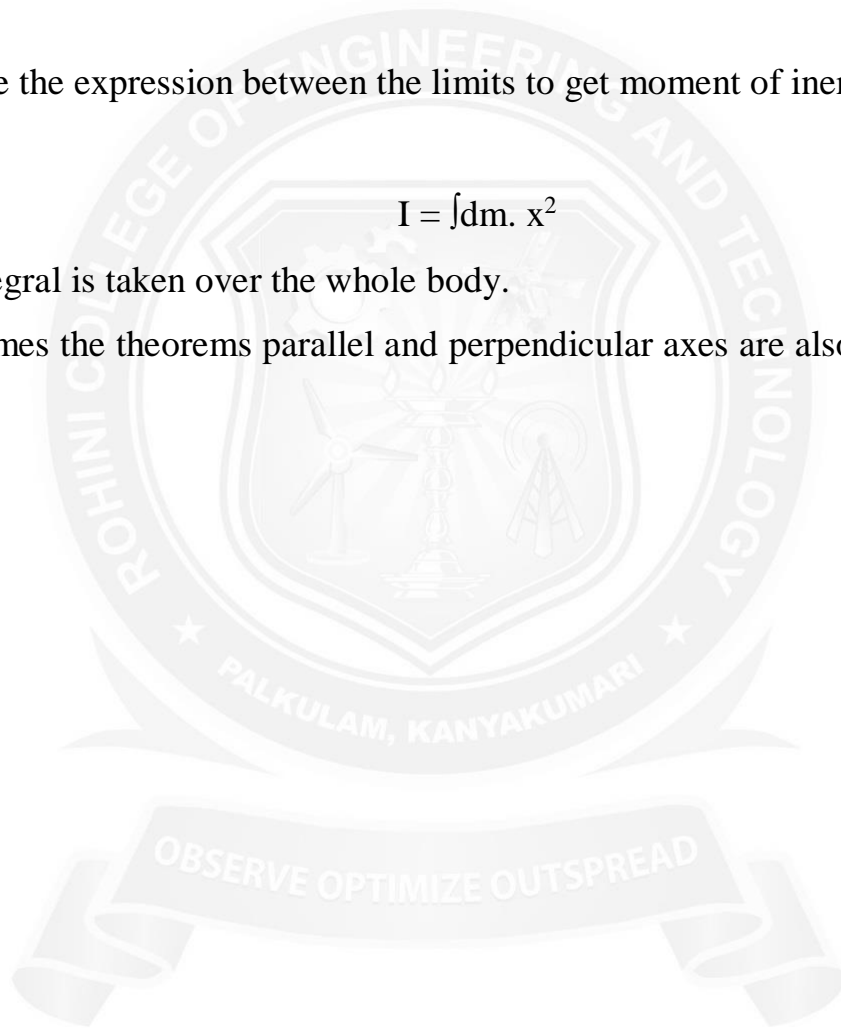 e the expression between the limits to get moment of iner
I = ∫dm. x²
egral is taken over the whole body.
mes the theorems parallel and perpendicular axes are also
ROHINI COLLEGE OF ENGINEERING AND TECHNOLOGY
PALKULAM, KANYAKUMARI
OBSERVE OPTIMIZE OUTSPREAD